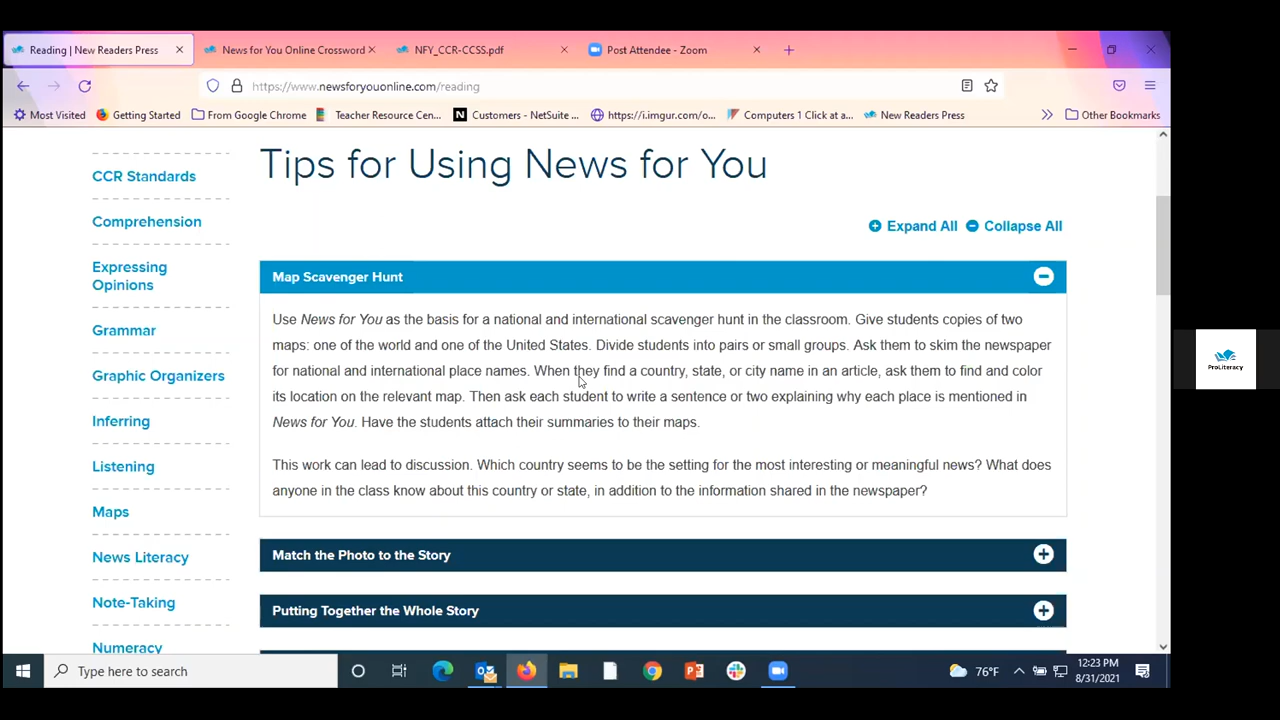 Reading | New Readers Press
News for You Online Crossword
NFY_CCR-CCSS.pdf
Post Attendee - Zoom
https://www.newsforyouonline.com/reading
Most Visited
Getting Started
From Google Chrome
Teacher Resource Cen...
Customers - NetSuite ...
https://i.imgur.com/o...
Computers 1 Click at a...
New Readers Press
Other Bookmarks
CCR Standards
Comprehension
Expressing
Opinions
Grammar
Graphic Organizers
Inferring
Listening
Maps
News Literacy
Note-Taking
Numeracy
Tips for Using News for You
Expand All
Collapse All
Map Scavenger Hunt
Use News for You as the basis for a national and international scavenger hunt in the classroom. Give students copies of two
maps: one of the world and one of the United States. Divide students into pairs or small groups. Ask them to skim the newspaper
for national and international place names. When they find a country, state, or city name in an article, ask them to find and color
its location on the relevant map. Then ask each student to write a sentence or two explaining why each place is mentioned in
News for You. Have the students attach their summaries to their maps.
This work can lead to discussion. Which country seems to be the setting for the most interesting or meaningful news? What does
anyone in the class know about this country or state, in addition to the information shared in the newspaper?
Match the Photo to the Story
Putting Together the Whole Story
ProLiteracy
Type here to search
76°F
12:23 PM
8/31/2021